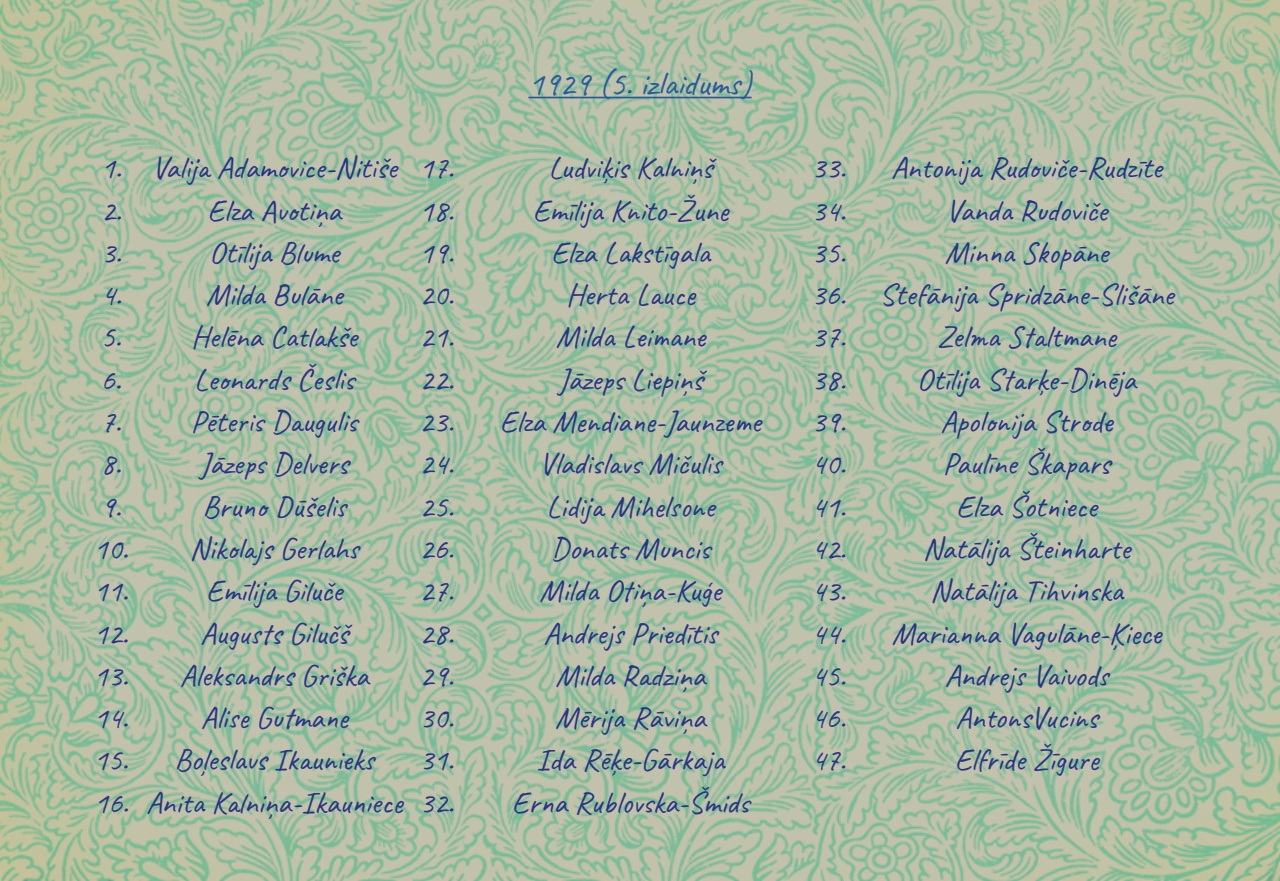 1929 (5. izlaidums)
1. Valija Adamovice-Nitiše
2. Elza Avotiņa
3. Otīlija Blume
4. Milda Bulāne
5. Helēna Catlakše
6. Leonards Česlis
7. Pēteris Daugulis
8. Jāzeps Delvers
9. Bruno Dūšelis
10. Nikolajs Gerlahs
11. Emīlija Giluče
12. Augusts Gilučš
13. Aleksandrs Griška
14. Alise Gutmane
15. Boļeslavs Ikaunieks
16. Anita Kalniņa-Ikauniece
17. Ludviķis Kalniņš
18. Emīlija Knito-Žune
19. Elza Lakstīgala
20. Herta Lauce
21. Milda Leimane
22. Jāzeps Liepiņš
23. Elza Mendiane-Jaunzeme
24. Vladislavs Mičulis
25. Lidija Mihelsone
26. Donats Muncis
27. Milda Otiņa-Kuģe
28. Andrejs Priedītis
29. Milda Radziņa
30. Mērija Rāviņa
31. Ida Rēķe-Gārkaja
32. Erna Rublovska-Šmids
33. Antonija Rudoviče-Rudzīte
34. Vanda Rudoviče
35. Minna Skopāne
36. Stefānija Spridzāne-Slišāne
37. Zelma Staltmane
38. Otīlija Starķe-Dinēja
39. Apolonija Strode
40. Paulīne Škapars
41. Elza Šotniece
42. Natālija Šteinharte
43. Natālija Tihvinska
44. Marianna Vagulāne-Ķiece
45. Andrejs Vaivods
46. AntonsVucins
47. Elfrīde Žīgure